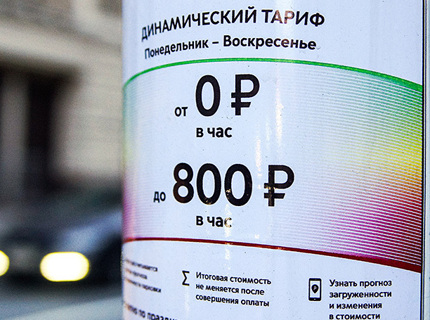 ДИНАМИЧЕСКИЙ ТАРИФ
Понедельник – Воскресенье
от 0 ₽
в час
до 800 ₽
в час
Σ Итоговая стоимость
не меняется после
совершения оплаты
Узнать прогноз
загруженности
и изменения
в стоимости